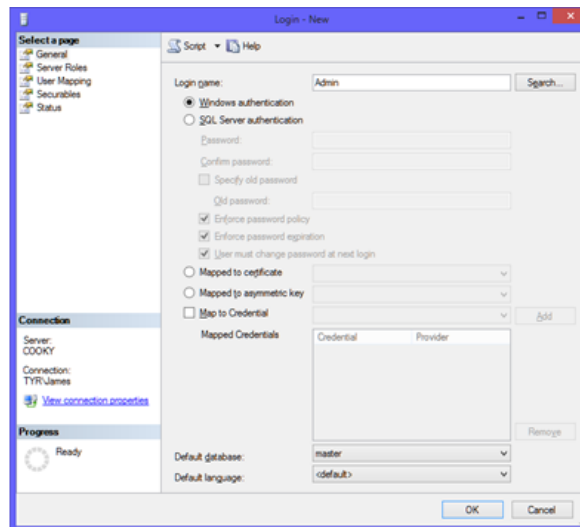 Login - New
Select a page
General
Server Roles
User Mapping
Securables
Status
Script Help
Login name: Admin Search...
Windows authentication
SQL Server authentication
Password:
Confirm password:
Specify old password
Old password:
Enforce password policy
Enforce password expiration
User must change password at next login
Mapped to certificate
Mapped to asymmetric key
Map to Credential Add
Mapped Credentials Credential Provider
Remove
Default database: master
Default language: <default>
Connection
Server:
COOKY
Connection:
TYR\James
View connection properties
Progress
Ready
OK Cancel